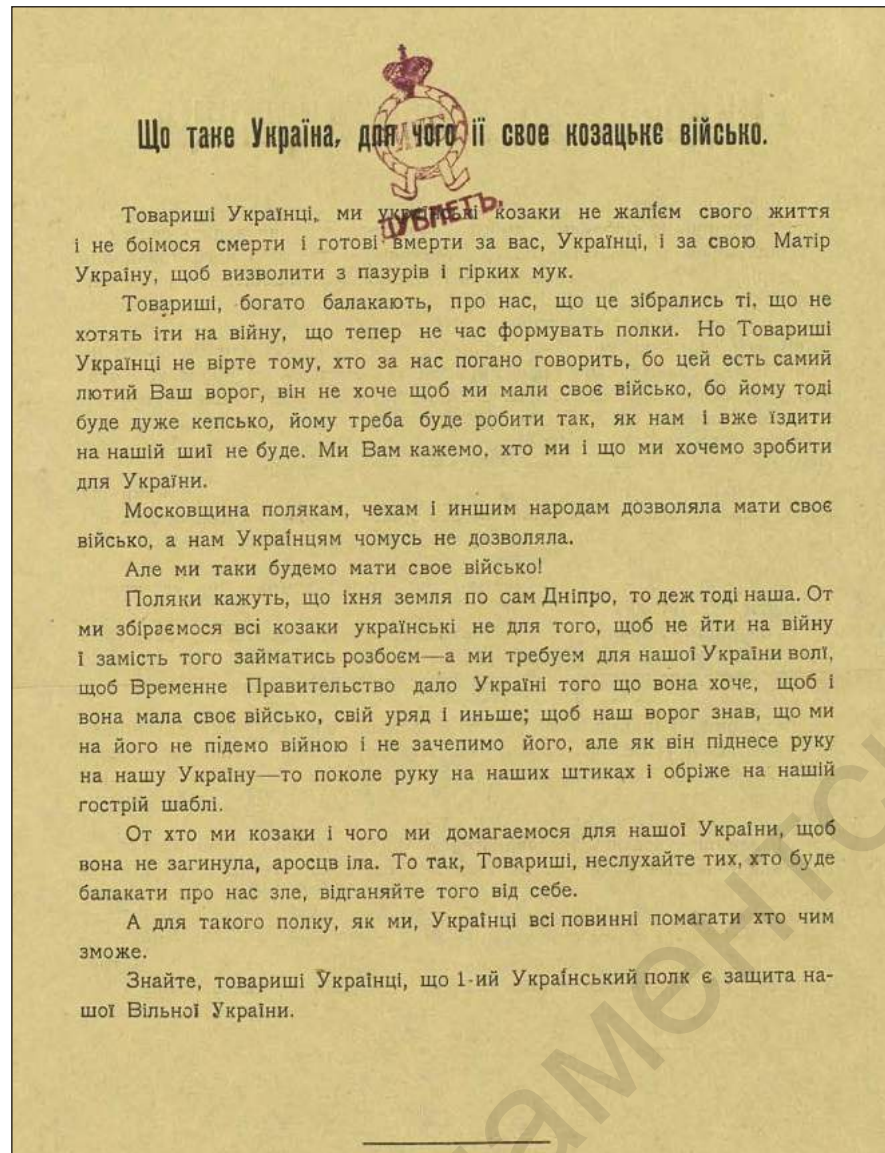 Що таке Україна, для чого ії свое козацькє військо.
ДУБЛЕТЪ.
Товариші Українці, ми українські козаки не жалієм свого життя
і не боімося смерти і готові вмерти за вас, Українці, і за свою Матір
Україну, щоб визволити з пазурів і гірких мук.
Товариші, богато балакають, про нас, що це зібрались ті, що не
хотять іти на війну, що тепер не час формувать полки. Но Товариші
Українці не вірте тому, хто за нас погано говорить, бо цей есть самий
лютий Ваш ворог, він не хоче щоб ми мали своє військо, бо йому тоді
буде дуже кепсько, йому треба буде робити так, як нам і вже їздити
на нашій шиї не буде. Ми Вам кажемо, хто ми і що ми хочемо зробити
для України.
Московщина полякам, чехам і иншим народам дозволяла мати своє
військо, а нам Українцям чомусь не дозволяла.
Але ми таки будемо мати свое військо!
Поляки кажуть, що іхня земля по сам Дніпро, то деж тоді наша. От
ми збіраємося всі козаки українські не для того, щоб не йти на війну
і замість того займатись розбоєм—а ми требуем для нашої України волі,
щоб Временне Правительство дало Україні того що вона хоче, щоб і
вона мала своє військо, свій уряд і иньше; щоб наш ворог знав, що ми
на його не підемо війною і не зачепимо його, але як він піднесе руку
на нашу Україну—то поколе руку на наших штиках і обріже на нашій
гострій шаблі.
От хто ми козаки і чого ми домагаемося для нашої України, щоб
вона не загинула, аросцв іла. То так, Товариші, неслухайте тих, хто буде
балакати про нас зле, відганяйте того від себе.
А для такого полку, як ми, Українці всі повинні помагати хто чим
зможе.
Знайте, товариші Українці, що 1-ий Український полк є защита на-
шої Вільної України.